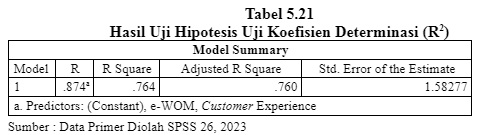 Tabel 5.21
Hasil Uji Hipotesis Uji Koefisien Determinasi (R²)
Model Summary
Model R R Square Adjusted R Square Std. Error of the Estimate
1 .874ᵃ .764 .760 1.58277
a. Predictors: (Constant), e-WOM, Customer Experience
Sumber : Data Primer Diolah SPSS 26, 2023